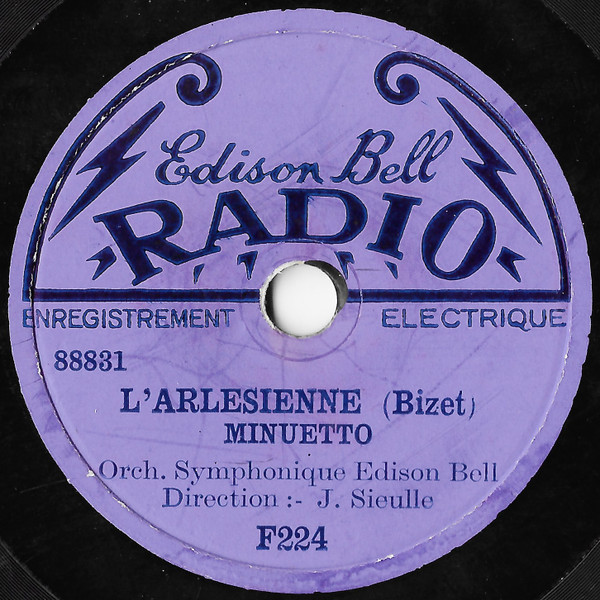 Edison Bell
RADIO
ENREGISTREMENT ELECTRIQUE
88831
L'ARLESIENNE (Bizet)
MINUETTO
Orch. Symphonique Edison Bell
Direction :- J. Sieulle
F224